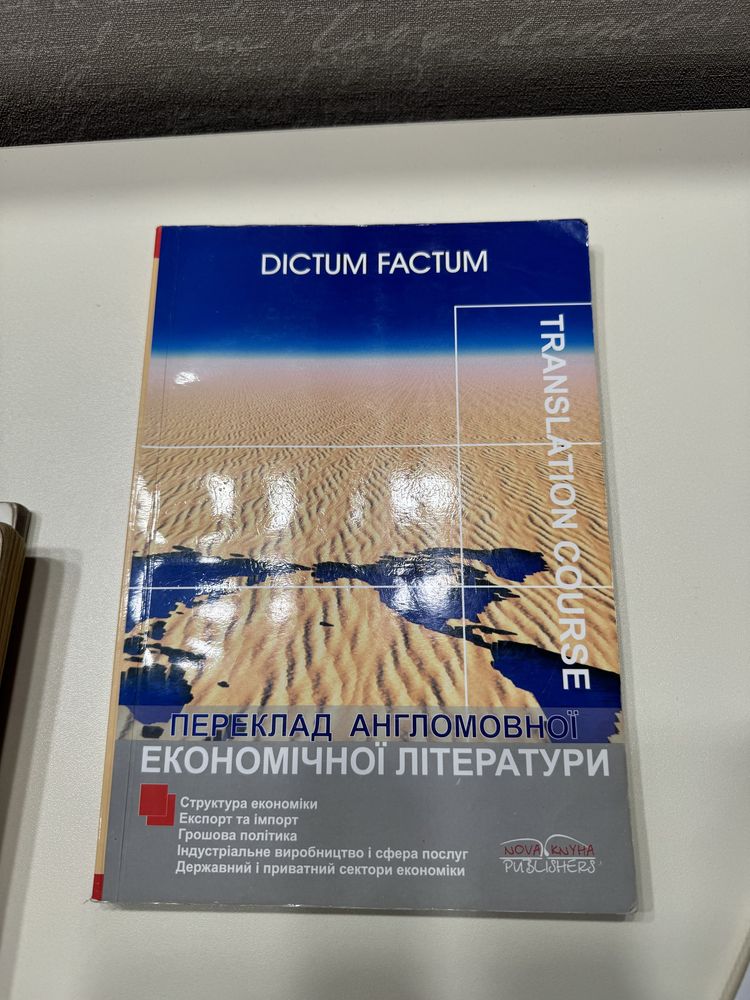 DICTUM FACTUM
TRANSLATION COURSE
ПЕРЕКЛАД АНГЛОМОВНОЇ
ЕКОНОМІЧНОЇ ЛІТЕРАТУРИ
Структура економіки
Експорт та імпорт
Грошова політика
Індустріальне виробництво і сфера послуг
Державний і приватний сектори економіки
NOVA KNYHA
PUBLISHERS